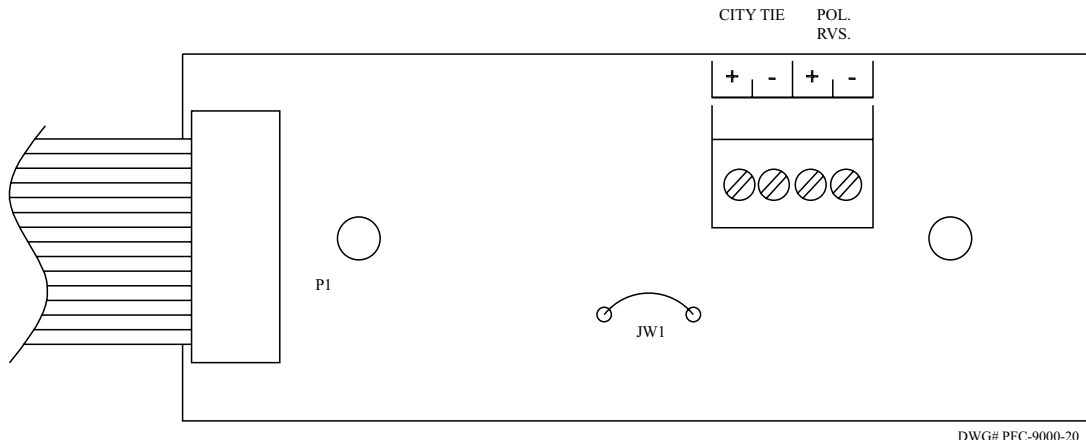 CITY TIE POL.
RVS.
+ - + -
P1
JW1
DWG# PFC-9000-20